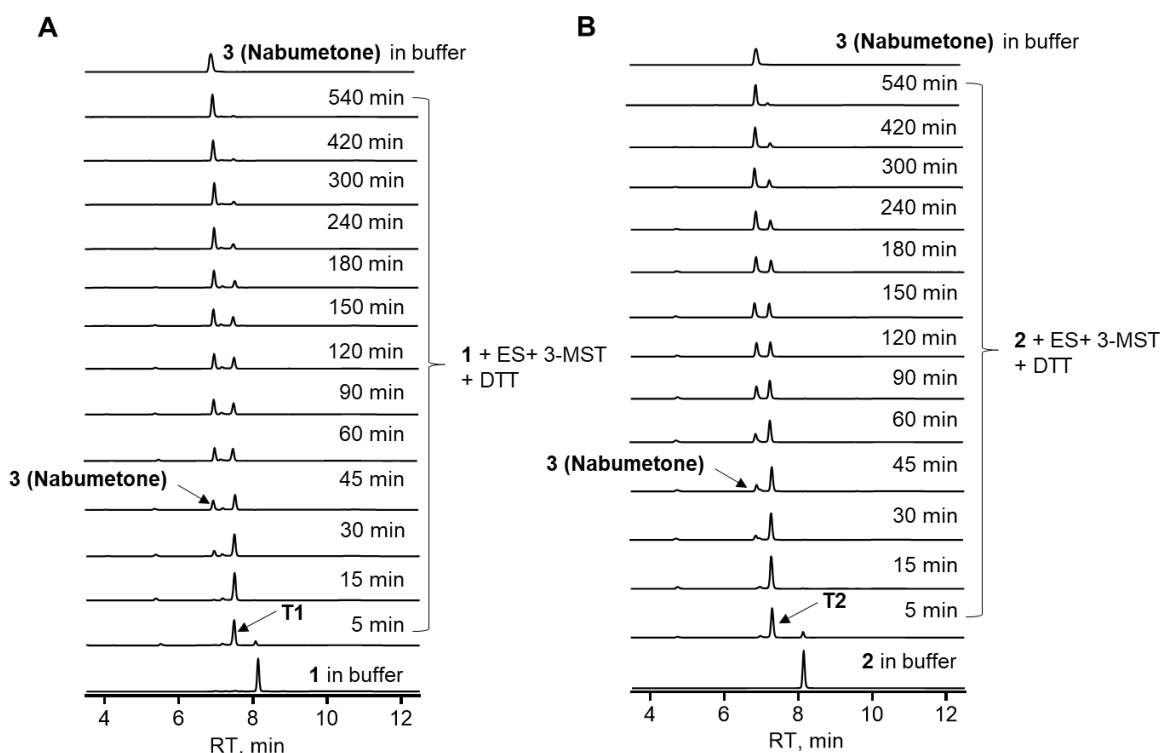 A
3 (Nabumetone) in buffer
540 min
420 min
300 min
240 min
180 min
150 min
120 min
90 min
60 min
45 min
30 min
15 min
5 min
1 + ES+ 3-MST
+ DTT
3 (Nabumetone)
T1
1 in buffer
4 6 8 10 12
RT, min
B
3 (Nabumetone) in buffer
540 min
420 min
300 min
240 min
180 min
150 min
120 min
90 min
60 min
45 min
30 min
15 min
5 min
2 + ES+ 3-MST
+ DTT
3 (Nabumetone)
T2
2 in buffer
4 6 8 10 12
RT, min